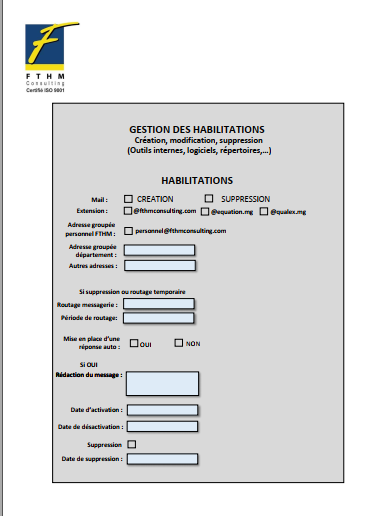 F T H M
Consulting
Certifié ISO 9001
GESTION DES HABILITATIONS
Création, modification, suppression
(Outils internes, logiciels, répertoires,...)
HABILITATIONS
Mail : CREATION SUPPRESSION
Extension : @fthmconsulting.com @equation.mg @qualex.mg
Adresse groupée
personnel FTHM : personnel@fthmconsulting.com
Adresse groupée
département :
Autres adresses :
Si suppression ou routage temporaire
Routage messagerie :
Période de routage:
Mise en place d'une
réponse auto : OUI NON
Si OUI
Rédaction du message :
Date d'activation :
Date de désactivation :
Suppression
Date de suppression :